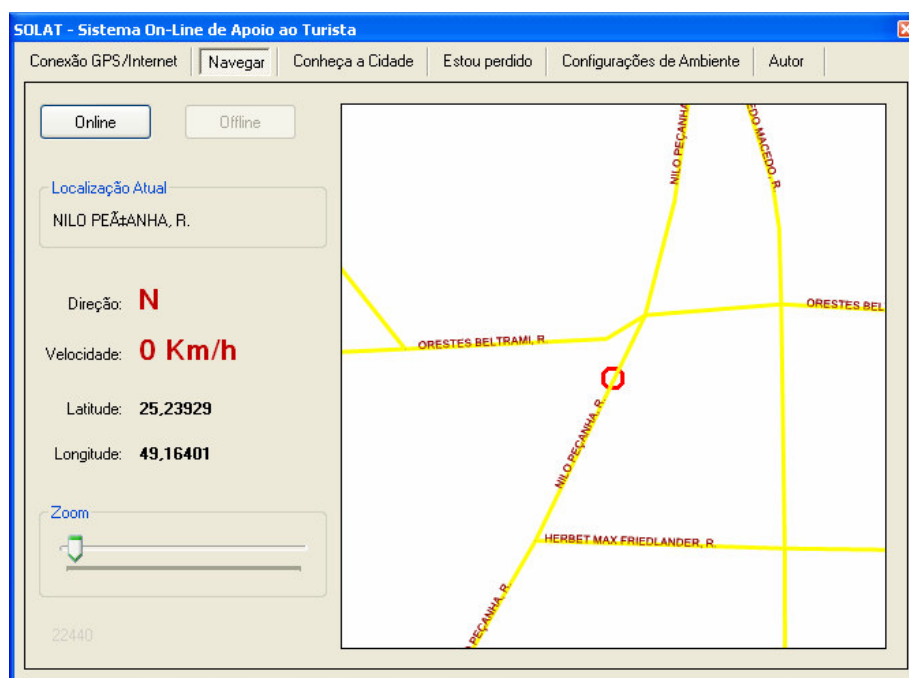 SOLAT - Sistema On-Line de Apoio ao Turista
Conexão GPS/Internet Navegar Conheça a Cidade Estou perdido Configurações de Ambiente Autor
Online Offline
Localização Atual
NILO PEÃ‡ANHA, R.
Direção: N
Velocidade: 0 Km/h
Latitude: 25,23929
Longitude: 49,16401
Zoom
22440
NILO PEÇANHA
EDO MACEDO, R.
ORESTES BEL
ORESTES BELTRAMI, R.
NILO PEÇANHA, R.
HERBET MAX FRIEDLANDER, R.
PEÇANHA, R.